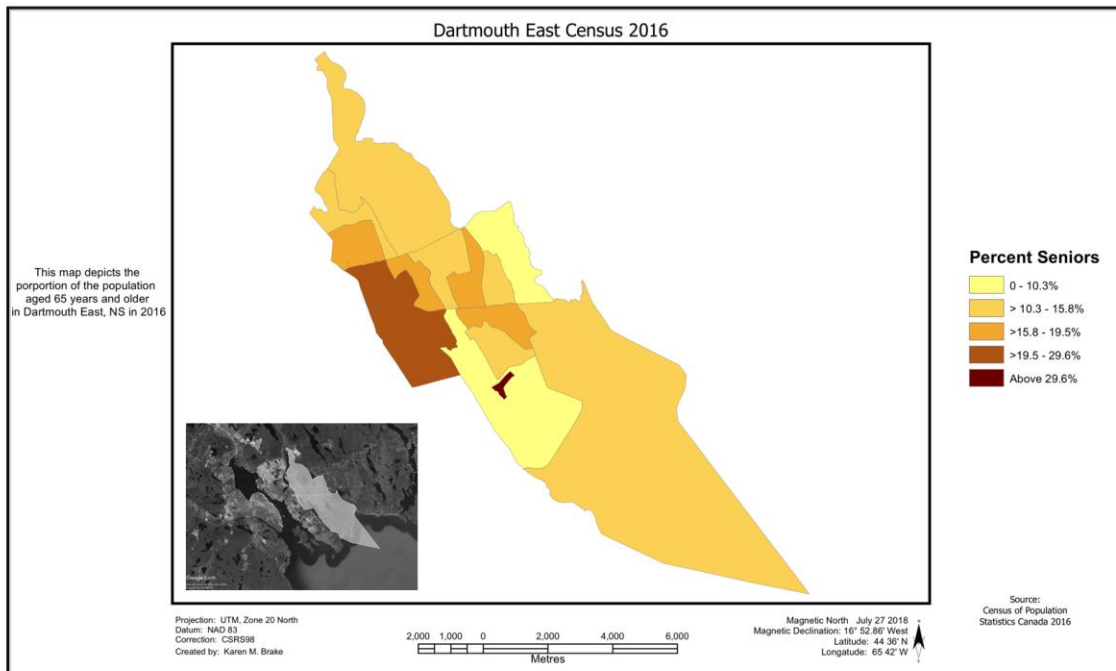 Dartmouth East Census 2016
This map depicts the
porportion of the population
aged 65 years and older
in Dartmouth East, NS in 2016
Percent Seniors
0 - 10.3%
> 10.3 - 15.8%
>15.8 - 19.5%
>19.5 - 29.6%
Above 29.6%
Google Earth
Projection: UTM, Zone 20 North
Datum: NAD 83
Correction: CSRS98
Created by: Karen M. Brake
2,000 1,000 0 2,000 4,000 6,000
Metres
Magnetic North July 27 2018
Magnetic Declination: 16° 52.86' West
Latitude: 44 36' N
Longatude: 65 42' W
Source:
Census of Population
Statistics Canada 2016